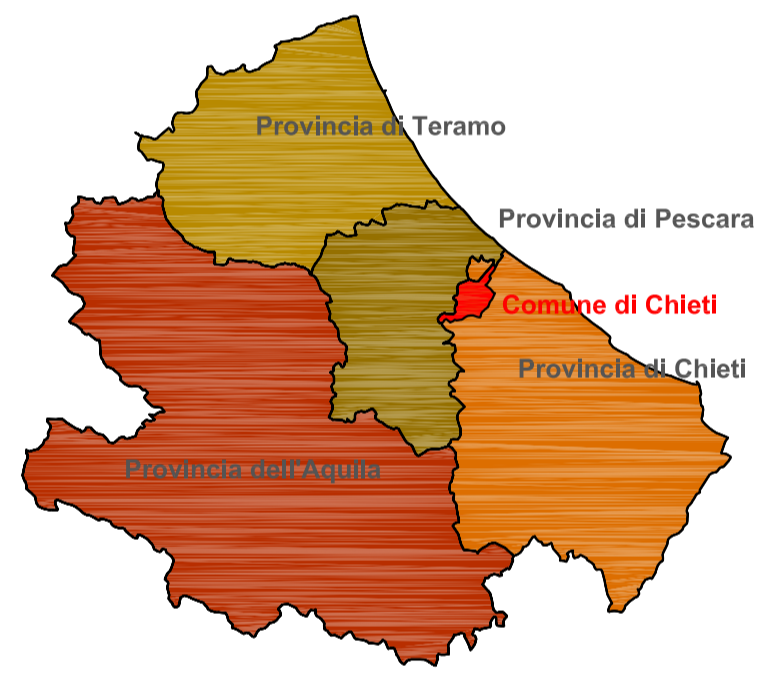 Provincia di Teramo
Provincia di Pescara
Comune di Chieti
Provincia di Chieti
Provincia dell'Aquila